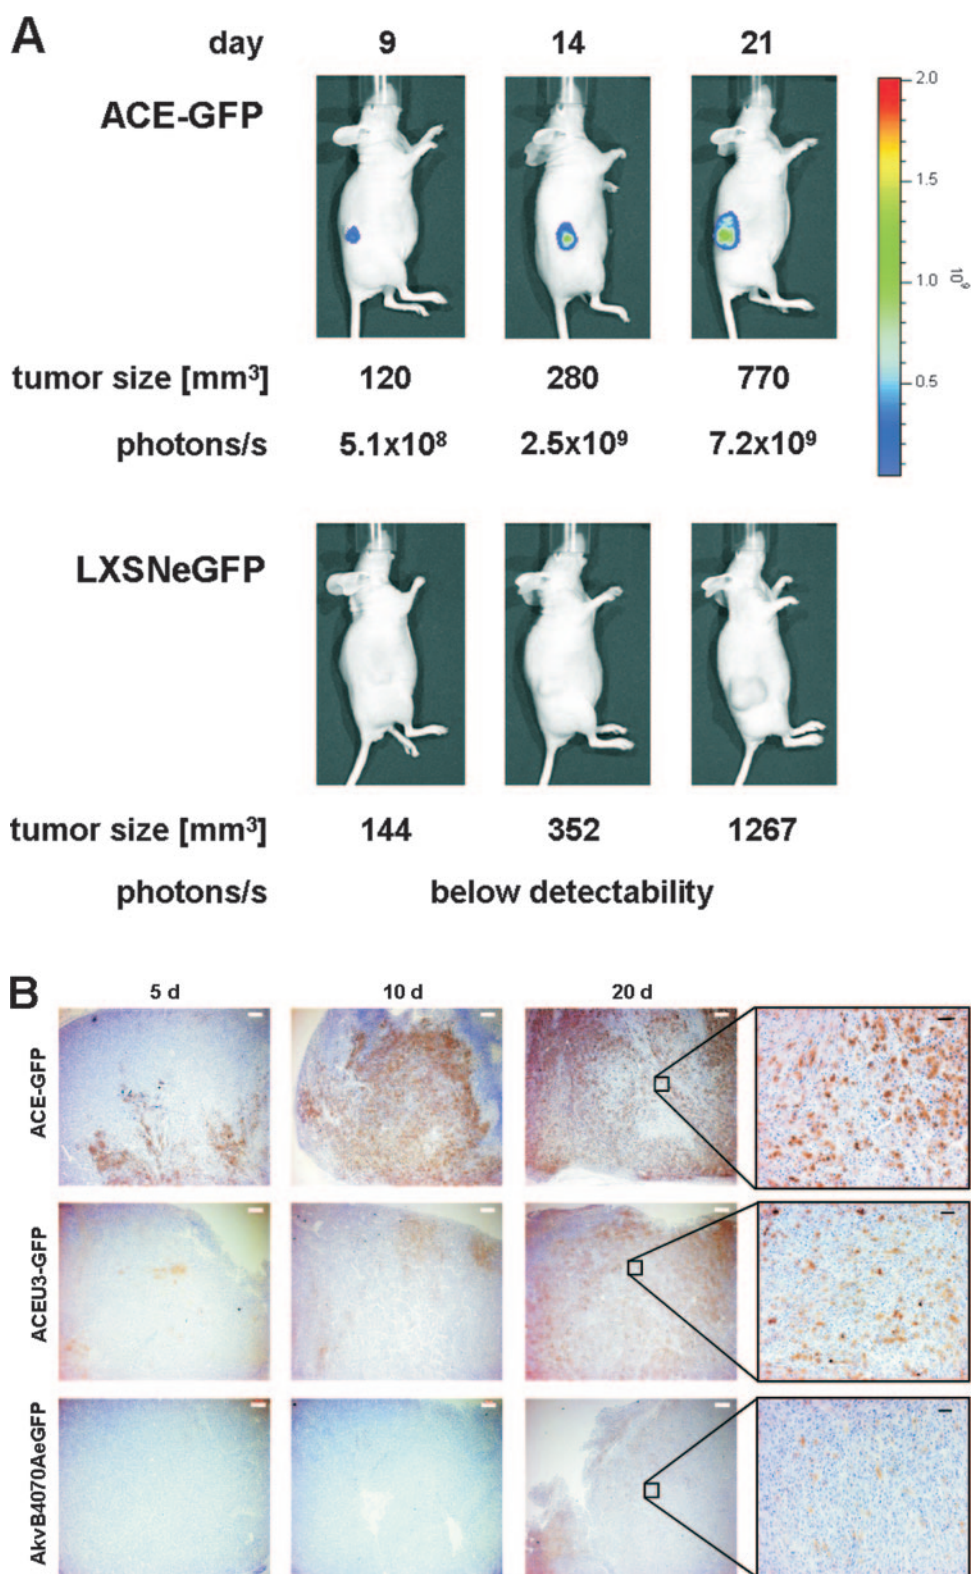 A
day 9 14 21
ACE-GFP
2.0
1.5
1.0
0.5
10⁹
tumor size [mm³] 120 280 770
photons/s 5.1x10⁸ 2.5x10⁹ 7.2x10⁹
LXSNeGFP
tumor size [mm³] 144 352 1267
photons/s below detectability
B
5 d 10 d 20 d
ACE-GFP
ACEU3-GFP
AkvB4070AeGFP